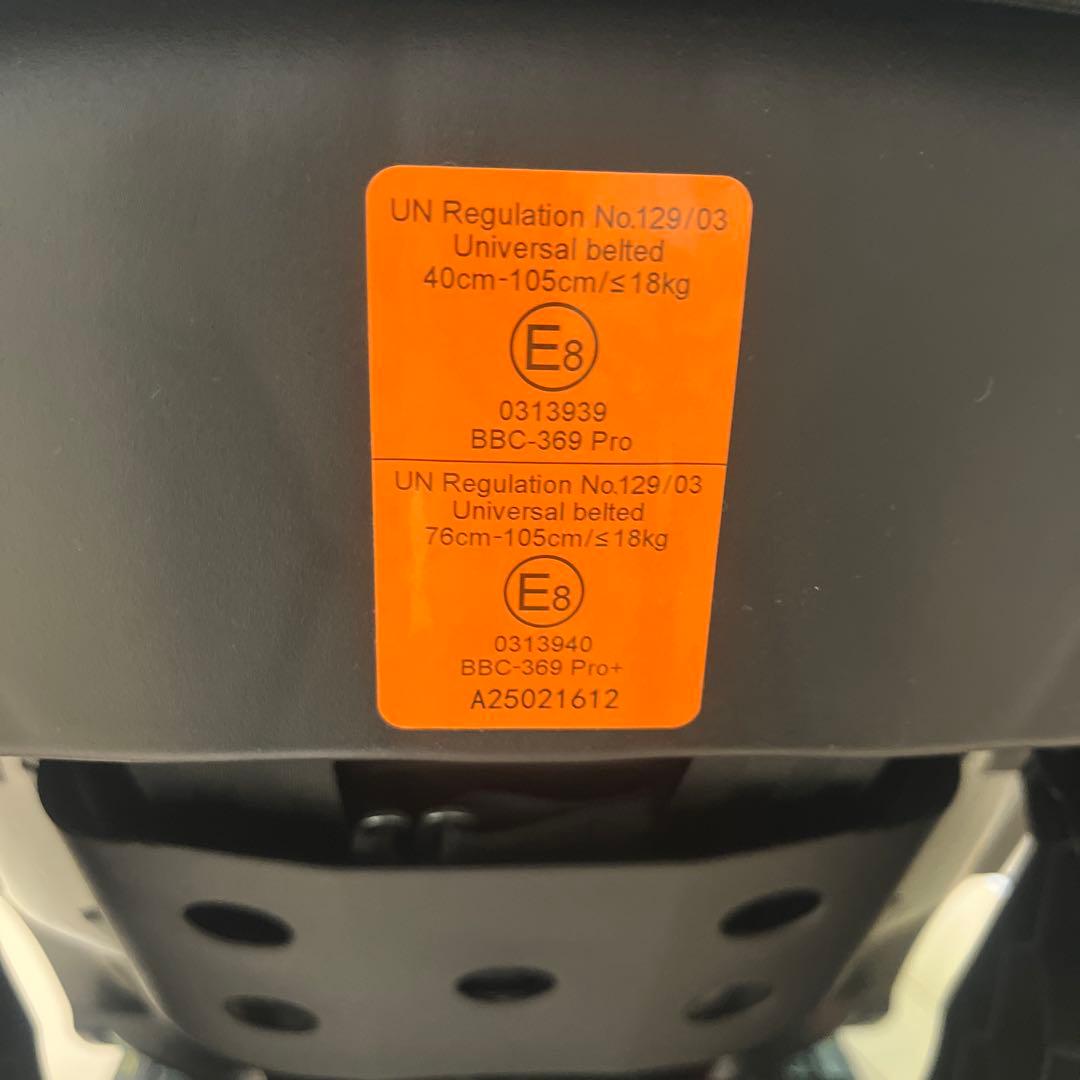 UN Regulation No.129/03
Universal belted
40cm-105cm/≤18kg
E8
0313939
BBC-369 Pro
UN Regulation No.129/03
Universal belted
76cm-105cm/≤18kg
E8
0313940
BBC-369 Pro+
A25021612